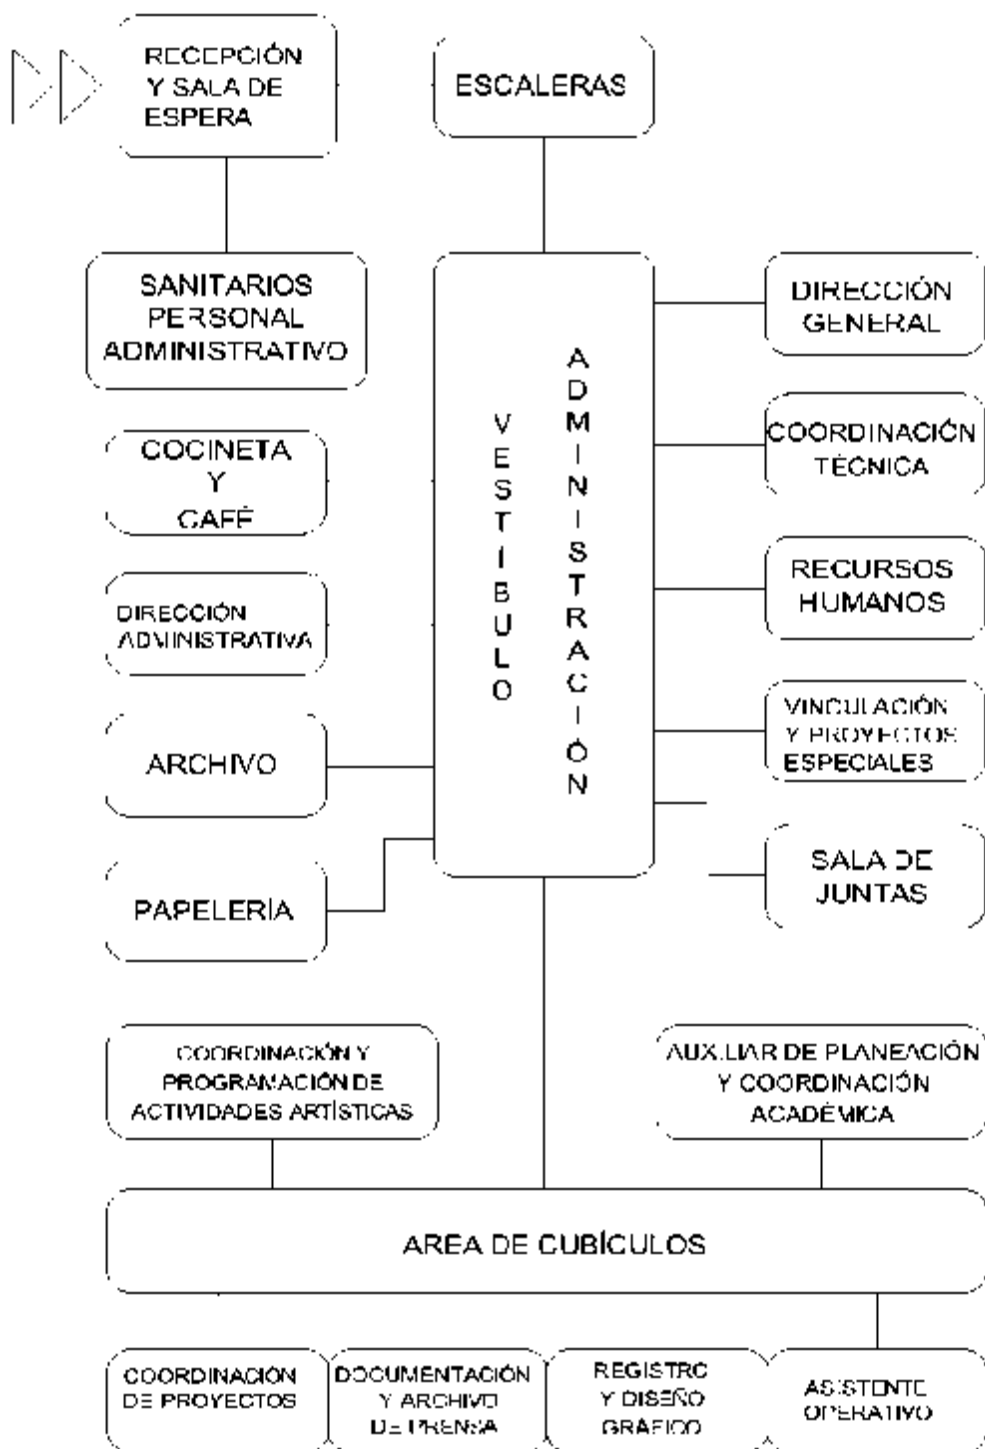 RECEPCIÓN
Y SALA DE
ESPERA
ESCALERAS
SANITARIOS
PERSONAL
ADMINISTRATIVO
DIRECCIÓN
GENERAL
VESTIBULO
ADMINISTRACIÓN
COCINETA
Y
CAFÉ
COORDINACIÓN
TÉCNICA
DIRECCIÓN
ADMINISTRATIVA
RECURSOS
HUMANOS
ARCHIVO
VINCULACIÓN
Y PROYECTOS
ESPECIALES
PAPELERÍA
SALA DE
JUNTAS
COORDINACIÓN Y
PROGRAMACIÓN DE
ACTIVIDADES ARTÍSTICAS
AUXILIAR DE PLANEACIÓN
Y COORDINACIÓN
ACADÉMICA
AREA DE CUBÍCULOS
COORDINACIÓN
DE PROYECTOS
DOCUMENTACIÓN
Y ARCHIVO
DE PRENSA
REGISTRO
Y DISEÑO
GRÁFICO
ASISTENTE
OPERATIVO